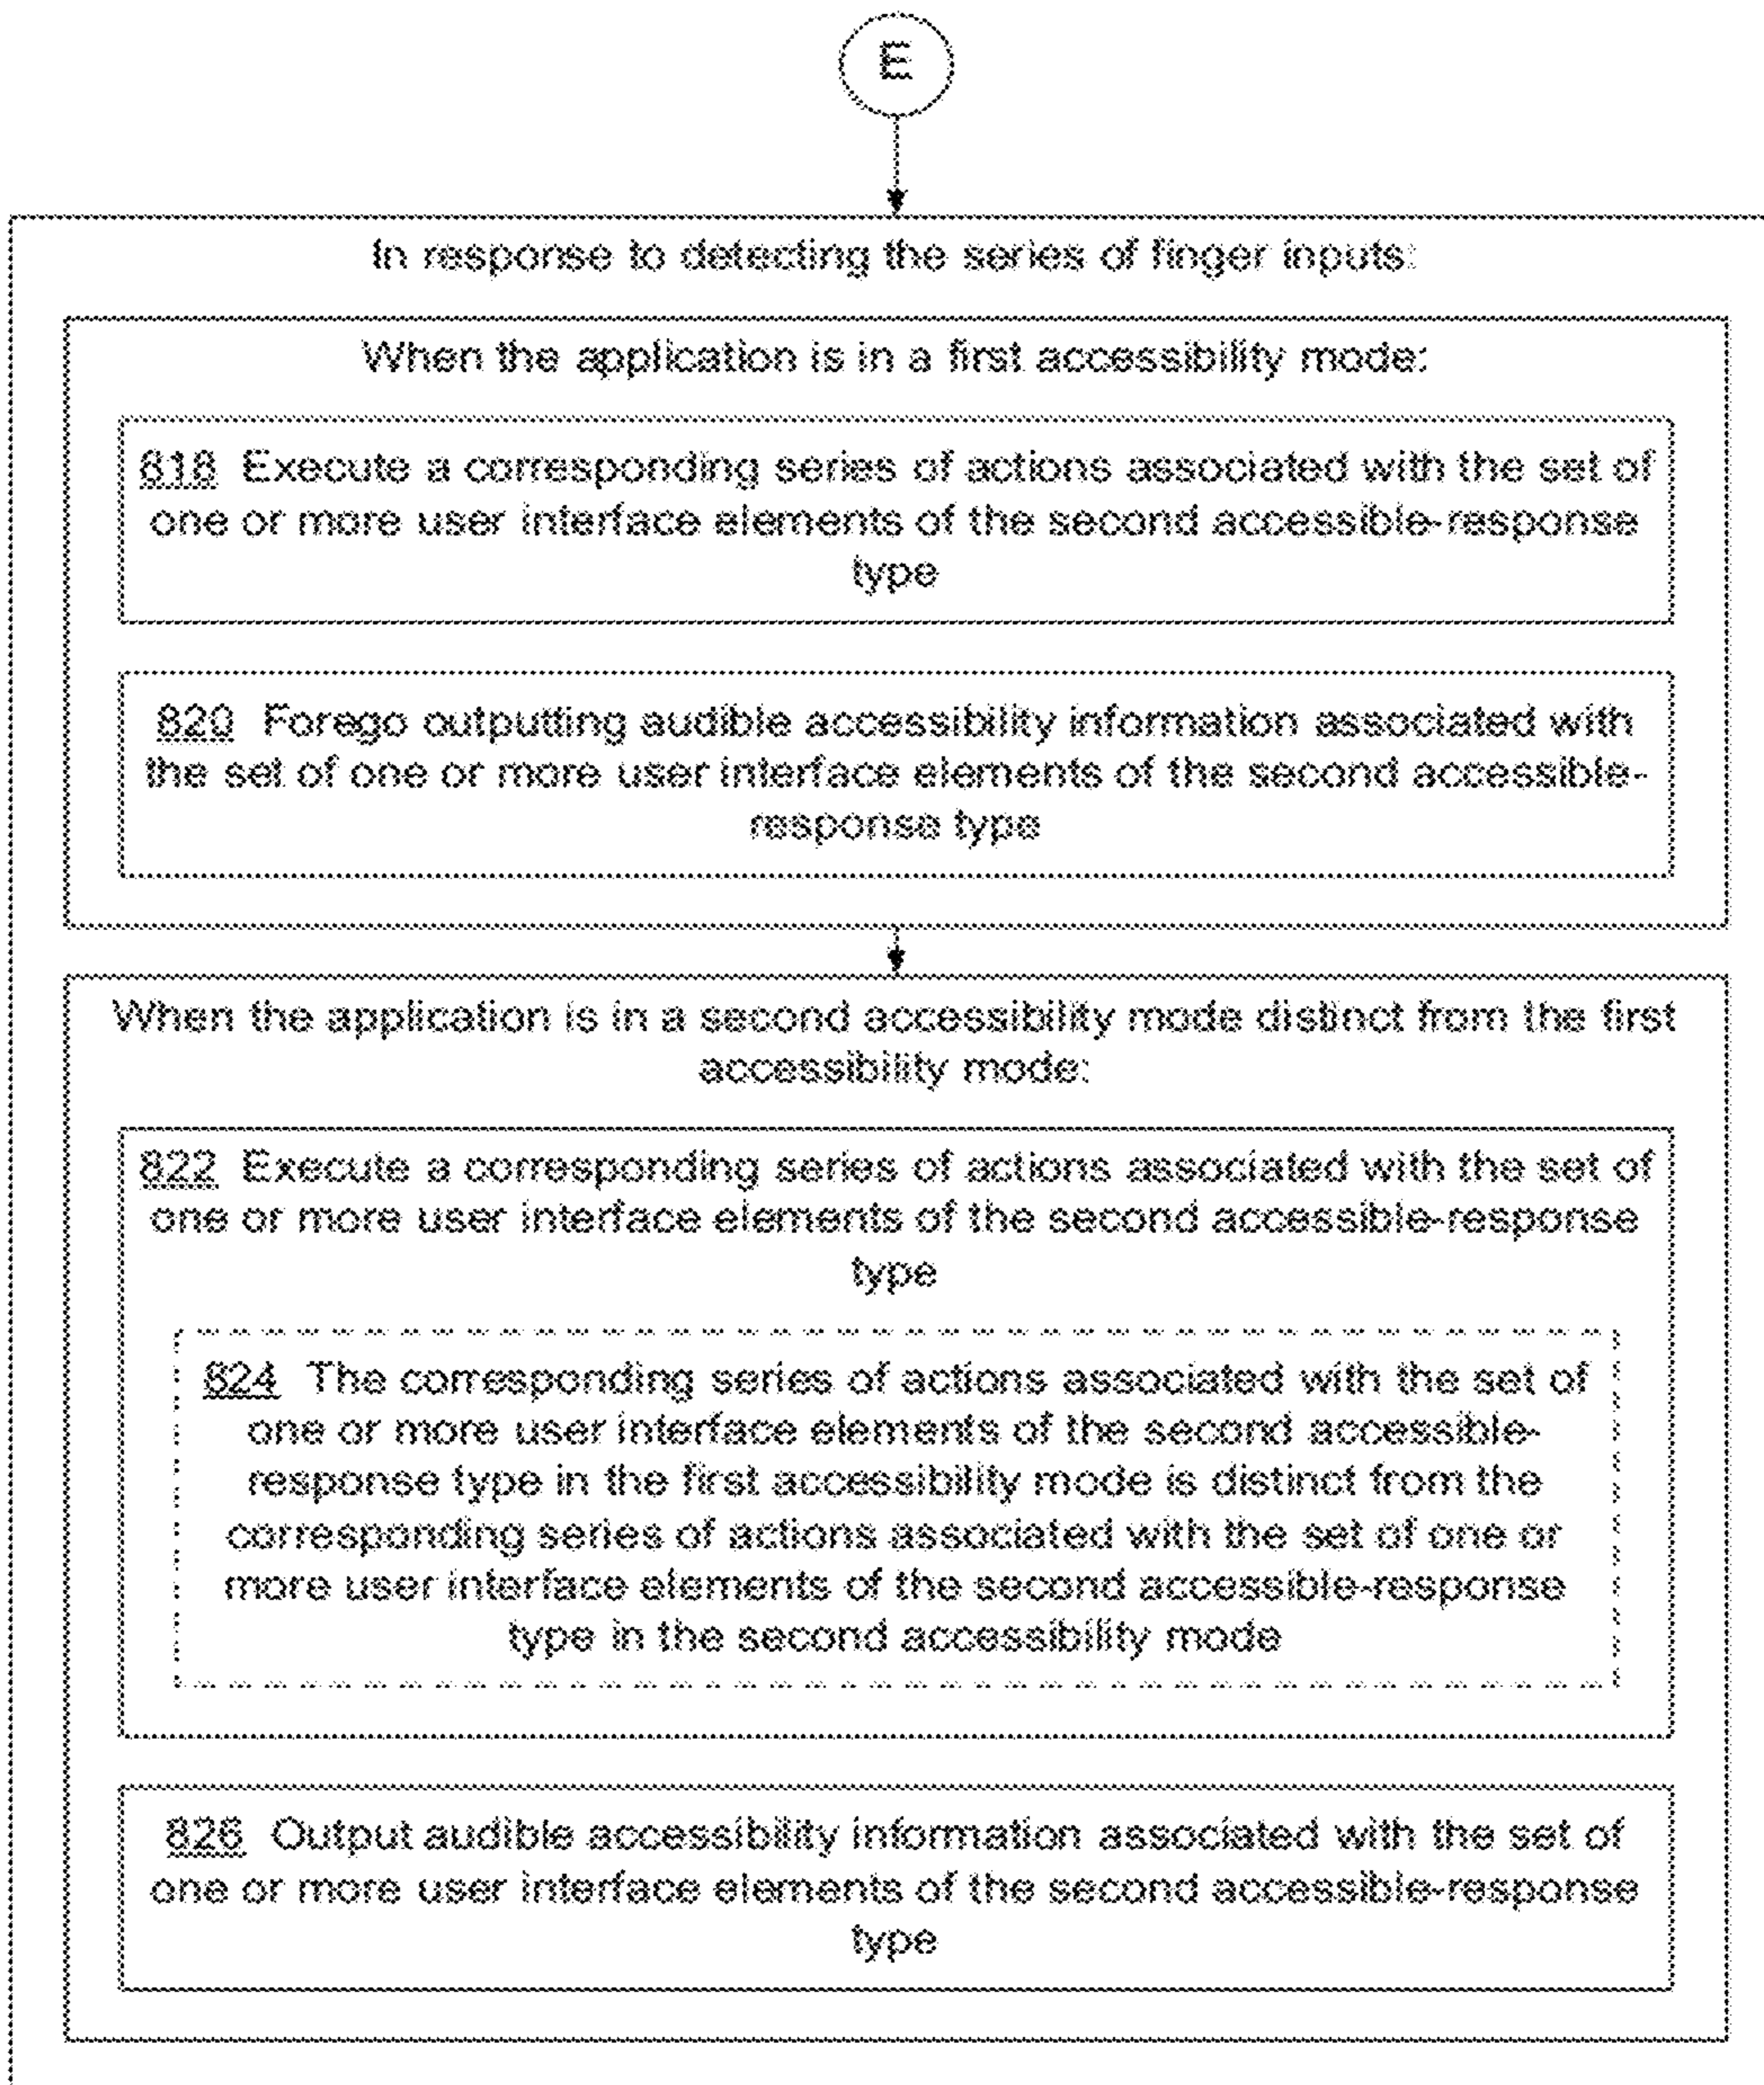 E
In response to detecting the series of finger inputs:
When the application is in a first accessibility mode:
818 Execute a corresponding series of actions associated with the set of
one or more user interface elements of the second accessible-response
type
820 Forego outputting audible accessibility information associated with
the set of one or more user interface elements of the second accessible-
response type
When the application is in a second accessibility mode distinct from the first
accessibility mode:
822 Execute a corresponding series of actions associated with the set of
one or more user interface elements of the second accessible-response
type
824 The corresponding series of actions associated with the set of
one or more user interface elements of the second accessible-
response type in the first accessibility mode is distinct from the
corresponding series of actions associated with the set of one or
more user interface elements of the second accessible-response
type in the second accessibility mode
826 Output audible accessibility information associated with the set of
one or more user interface elements of the second accessible-response
type